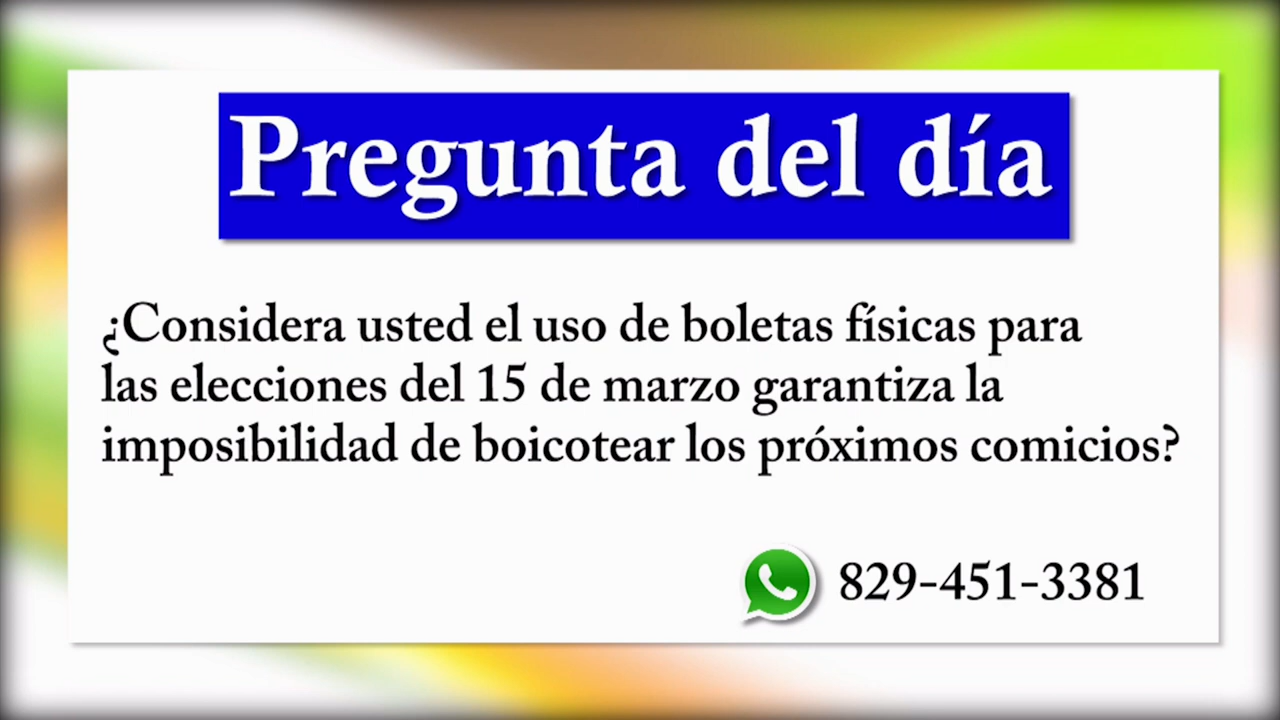 Pregunta del día
¿Considera usted el uso de boletas físicas para
las elecciones del 15 de marzo garantiza la
imposibilidad de boicotear los próximos comicios?
829-451-3381